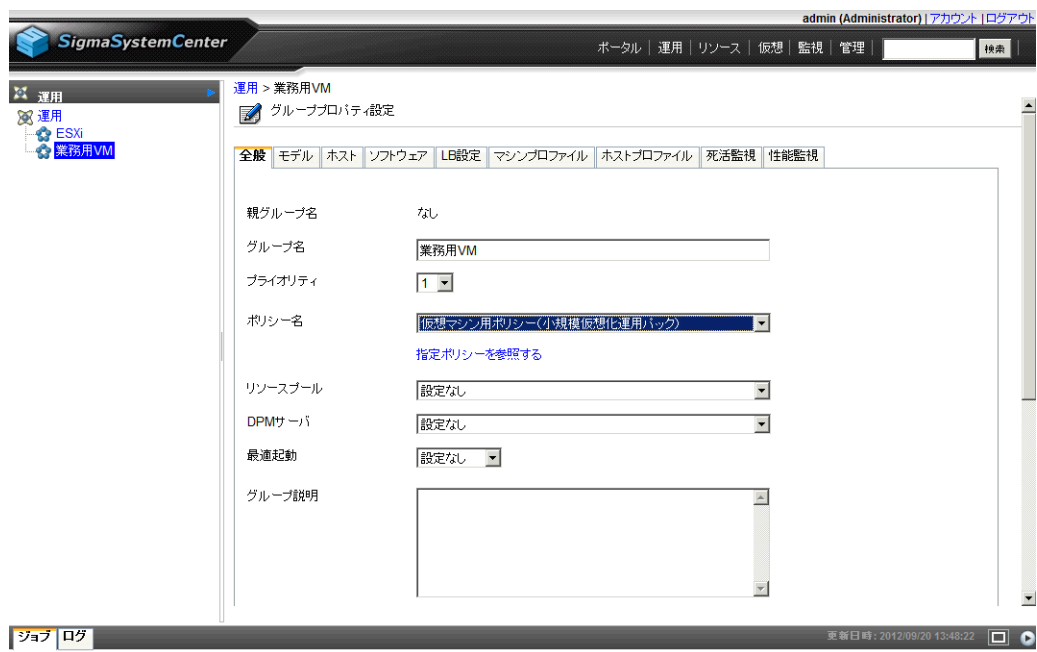 admin (Administrator) | アカウント | ログアウト
SigmaSystemCenter
ポータル | 運用 | リソース | 仮想 | 監視 | 管理 | 検索
運用
運用
ESXi
業務用VM
運用 > 業務用VM
グループプロパティ設定
全般 モデル ホスト ソフトウェア LB設定 マシンプロファイル ホストプロファイル 死活監視 性能監視
親グループ名 なし
グループ名 業務用VM
プライオリティ 1
ポリシー名 仮想マシン用ポリシー(小規模仮想化運用パック)
指定ポリシーを参照する
リソースプール 設定なし
DPMサーバ 設定なし
最適起動 設定なし
グループ説明
ジョブ ログ 更新日時 : 2012/09/20 13:48:22